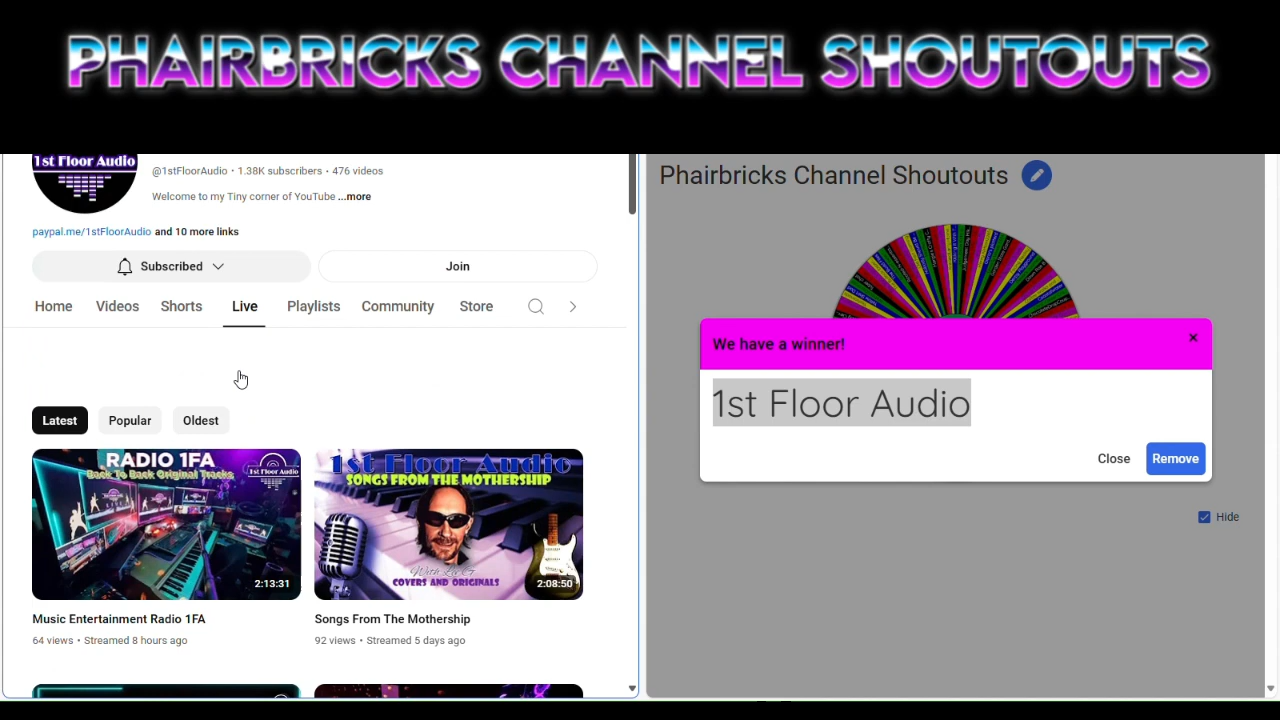 PHAIRBRICKS CHANNEL SHOUTOUTS
1st Floor Audio
@1stFloorAudio • 1.38K subscribers • 476 videos
Welcome to my Tiny corner of YouTube ...more
paypal.me/1stFloorAudio and 10 more links
Subscribed
Join
Home
Videos
Shorts
Live
Playlists
Community
Store
Latest
Popular
Oldest
RADIO 1FA
Back To Back Original Tracks
1st Floor Audio
2:13:31
Music Entertainment Radio 1FA
64 views • Streamed 8 hours ago
1st Floor Audio
SONGS FROM THE MOTHERSHIP
COVERS AND ORIGINALS
2:08:50
Songs From The Mothership
92 views • Streamed 5 days ago
Phairbricks Channel Shoutouts
We have a winner!
×
1st Floor Audio
Close
Remove
Hide